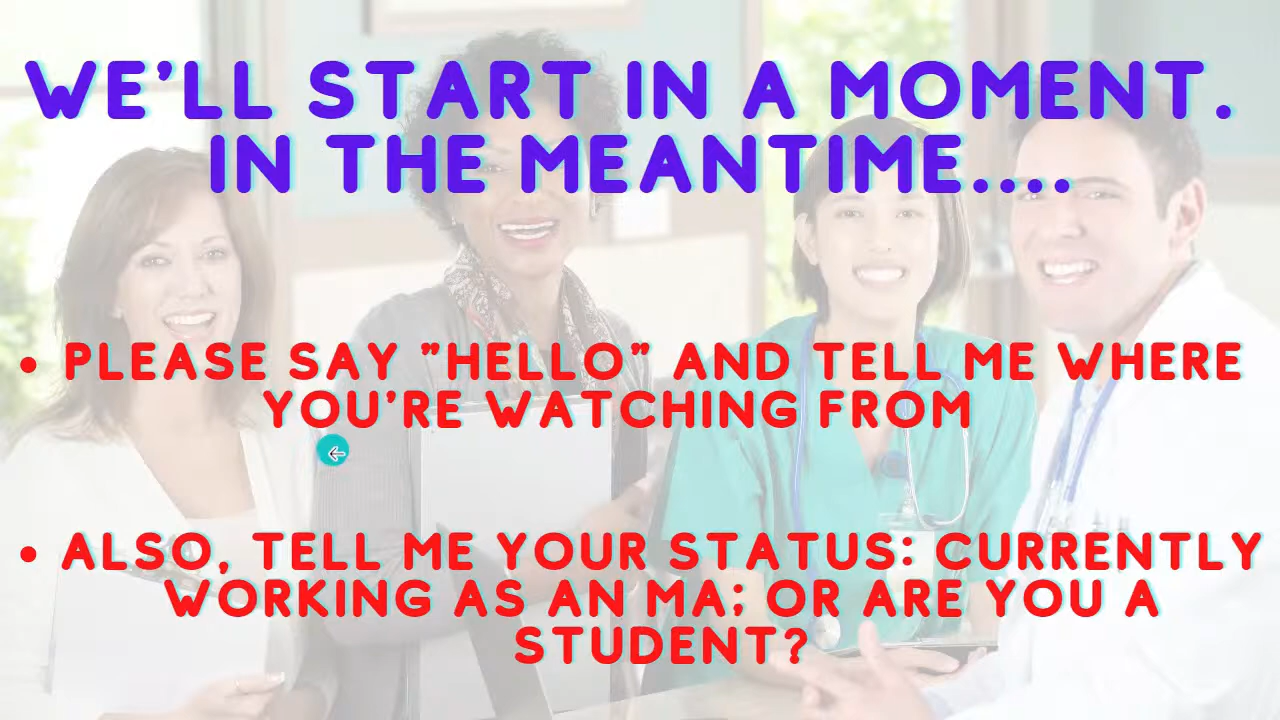 WE'LL START IN A MOMENT.
IN THE MEANTIME....
• PLEASE SAY "HELLO" AND TELL ME WHERE
YOU'RE WATCHING FROM
• ALSO, TELL ME YOUR STATUS: CURRENTLY
WORKING AS AN MA; OR ARE YOU A
STUDENT?